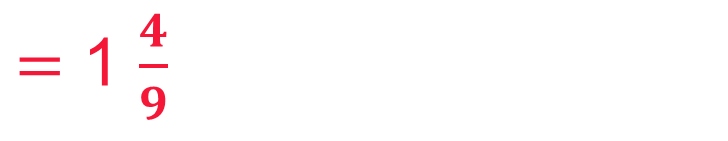 = 1 4/9